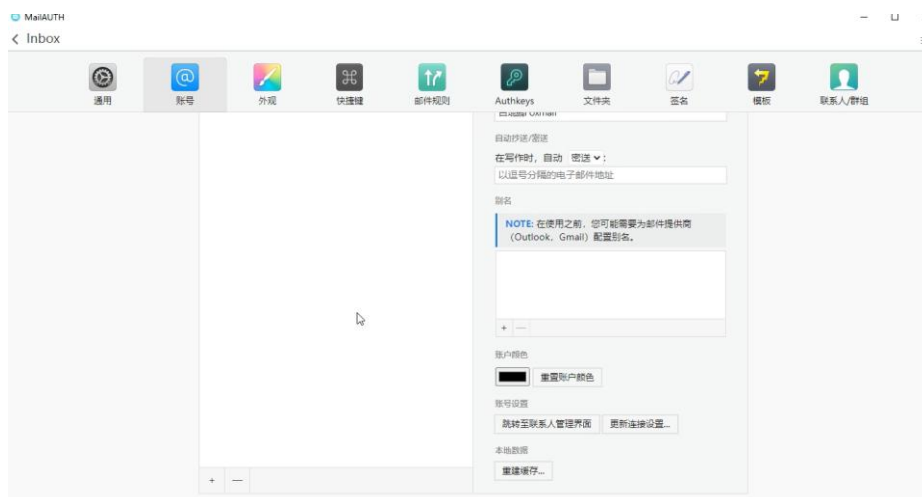 MailAUTH
Inbox
通用
账号
外观
快捷键
邮件规则
Authkeys
文件夹
签名
模板
联系人/群组
自动抄送/密送
在写作时，自动 密送 :
以逗号分隔的电子邮件地址
别名
NOTE: 在使用之前，您可能需要为邮件提供商
（Outlook、Gmail）配置别名。
账户颜色
重置账户颜色
账号设置
跳转至联系人管理界面 更新连接设置...
本地数据
重建缓存...